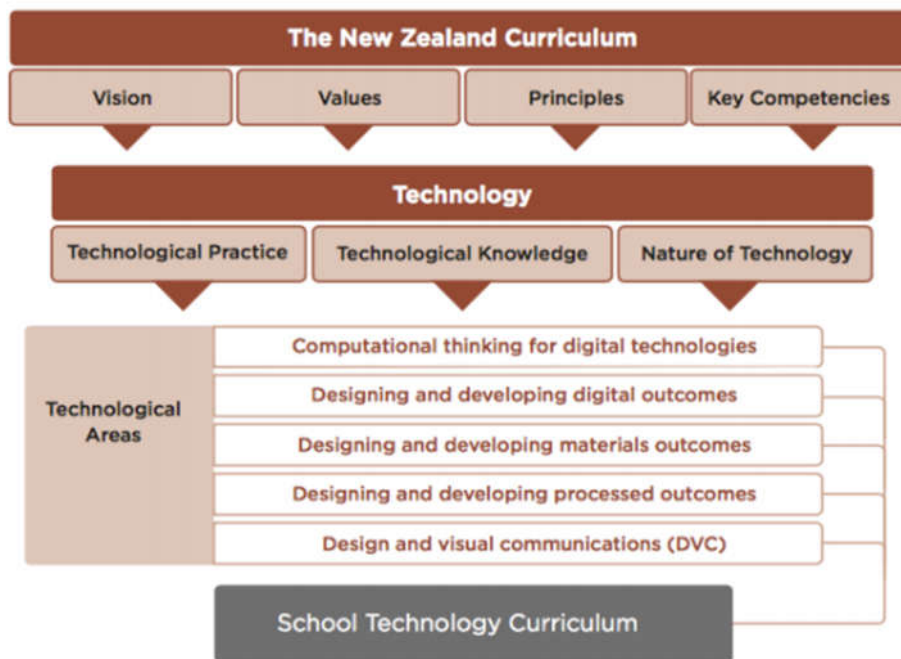 The New Zealand Curriculum
Vision
Values
Principles
Key Competencies
Technology
Technological Practice
Technological Knowledge
Nature of Technology
Technological
Areas
Computational thinking for digital technologies
Designing and developing digital outcomes
Designing and developing materials outcomes
Designing and developing processed outcomes
Design and visual communications (DVC)
School Technology Curriculum